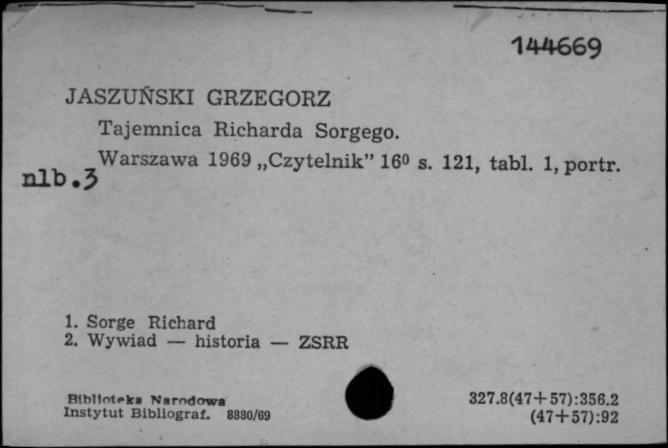 144669
JASZUŃSKI GRZEGORZ
Tajemnica Richarda Sorgego.
Warszawa 1969 „Czytelnik” 16⁰ s. 121, tabl. 1, portr.
nlb.3
1. Sorge Richard
2. Wywiad — historia — ZSRR
Biblioteka Narodowa
Instytut Bibliograf. 8880/69
327.8(47+57):356.2
(47+57):92